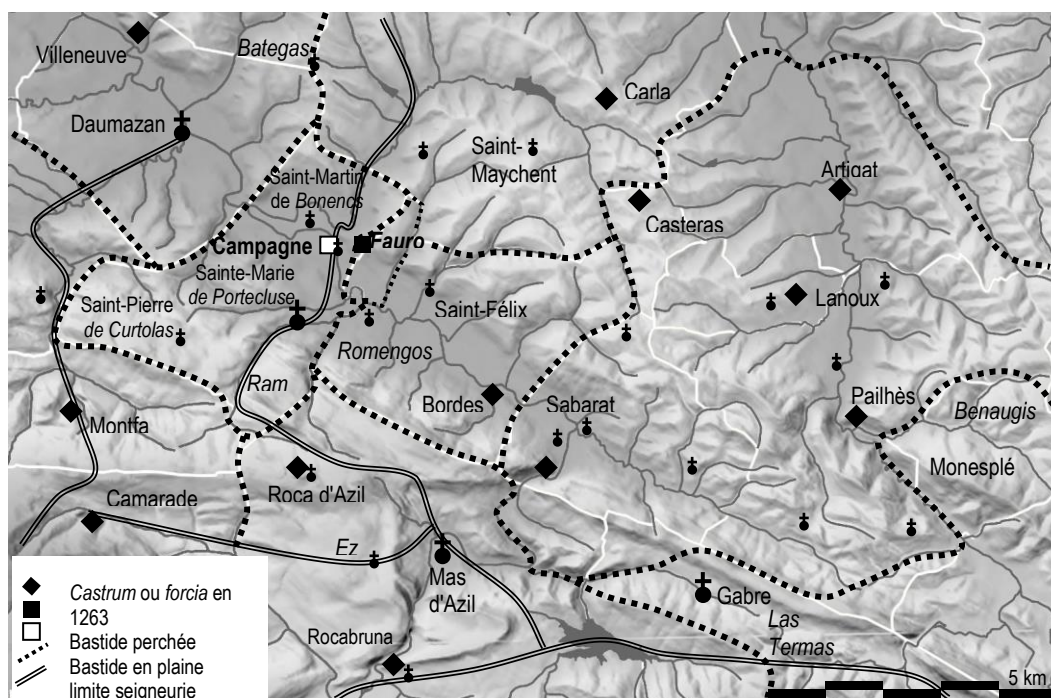 Villeneuve
Bategas
Carla
Daumazan
Saint-
Maychent
Artigat
Saint-Martin
de Bonencs
Casteras
Campagne
Fauro
Sainte-Marie
de Portecluse
Saint-Pierre
de Curtolas
Saint-Félix
Lanoux
Romengos
Ram
Bordes
Sabarat
Pailhès
Benaugis
Montfa
Monesplé
Roca d'Azil
Camarade
Ez
Mas
d'Azil
Gabre
Las
Termas
Rocabruna
Castrum ou forcia en
1263
Bastide perchée
Bastide en plaine
limite seigneurie
5 km